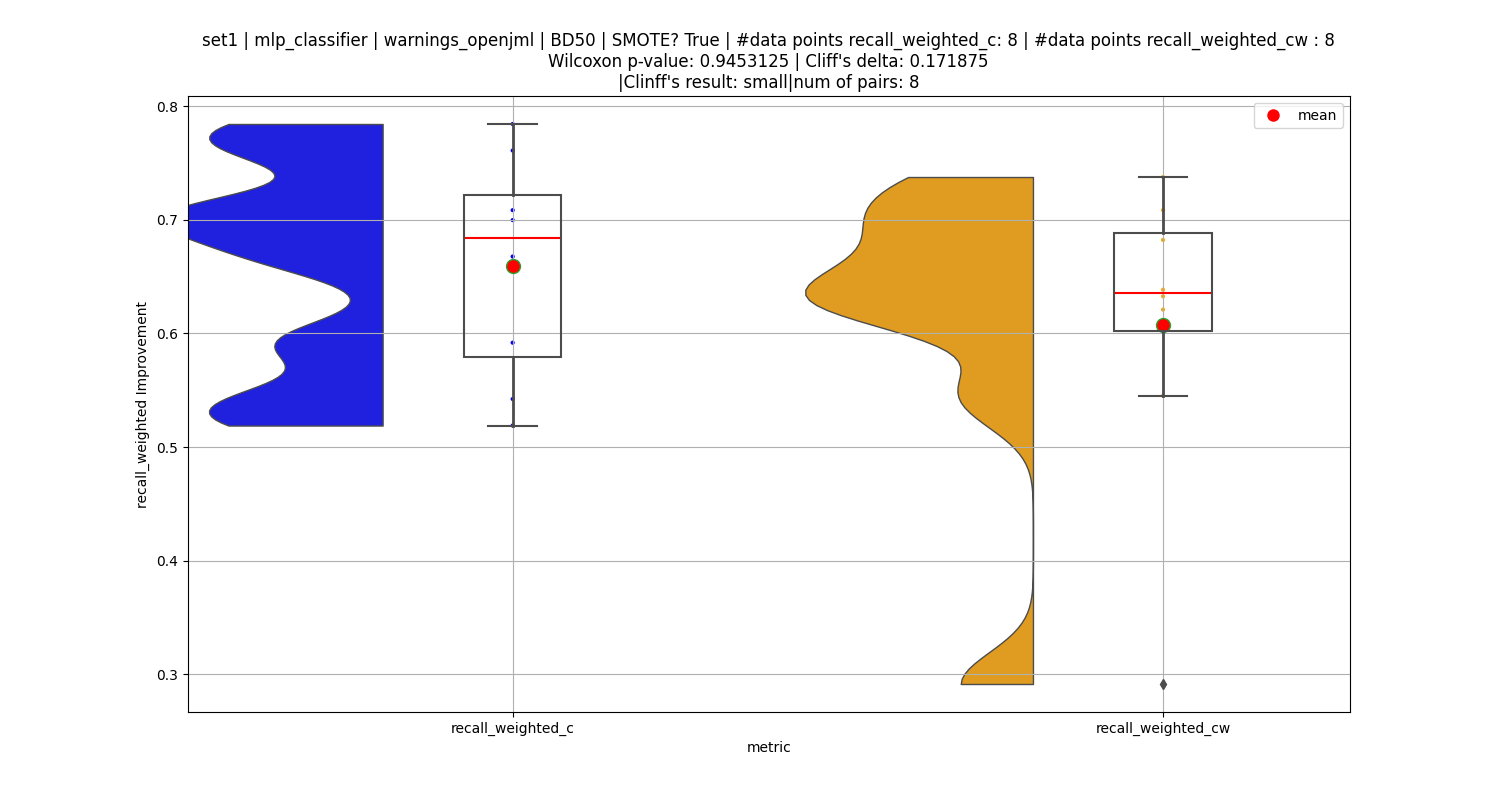 set1 | mlp_classifier | warnings_openjml | BD50 | SMOTE? True | #data points recall_weighted_c: 8 | #data points recall_weighted_cw : 8
Wilcoxon p-value: 0.9453125 | Cliff's delta: 0.171875
|Clinff's result: small|num of pairs: 8
mean
0.8
0.7
0.6
0.5
0.4
0.3
recall_weighted Improvement
recall_weighted_c
recall_weighted_cw
metric